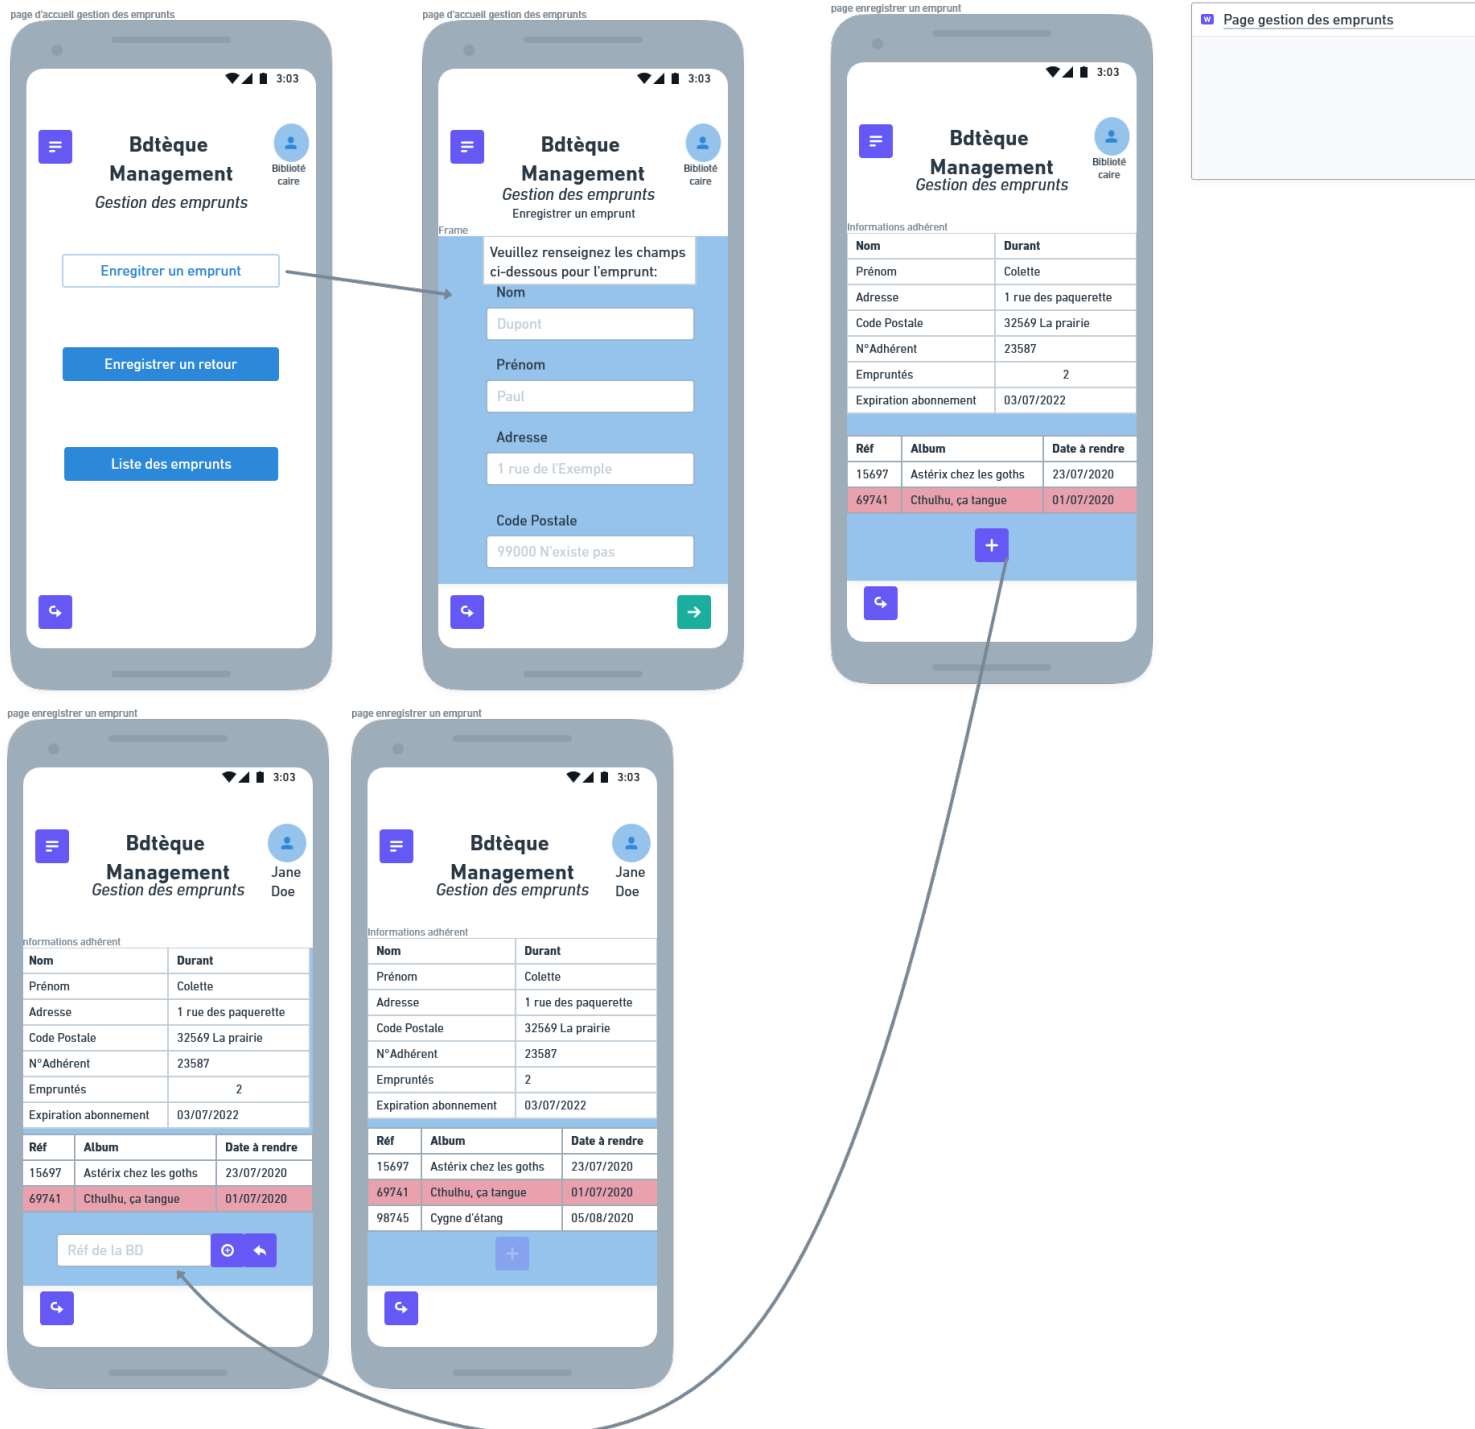 page d'accueil gestion des emprunts
3:03
Bdtèque
Management
Biblioté
caire
Gestion des emprunts
Enregitrer un emprunt
Enregistrer un retour
Liste des emprunts
page d'accueil gestion des emprunts
3:03
Bdtèque
Management
Biblioté
caire
Gestion des emprunts
Enregistrer un emprunt
Frame
Veuillez renseignez les champs
ci-dessous pour l'emprunt:
Nom
Dupont
Prénom
Paul
Adresse
1 rue de l'Exemple
Code Postale
99000 N'existe pas
page enregistrer un emprunt
3:03
Bdtèque
Management
Biblioté
caire
Gestion des emprunts
Informations adhérent
Nom Durant
Prénom Colette
Adresse 1 rue des paquerette
Code Postale 32569 La prairie
N°Adhérent 23587
Empruntés 2
Expiration abonnement 03/07/2022
Réf Album Date à rendre
15697 Astérix chez les goths 23/07/2020
69741 Cthulhu, ça tangue 01/07/2020
Page gestion des emprunts
page enregistrer un emprunt
3:03
Bdtèque
Management
Jane
Doe
Gestion des emprunts
nformations adhérent
Nom Durant
Prénom Colette
Adresse 1 rue des paquerette
Code Postale 32569 La prairie
N°Adhérent 23587
Empruntés 2
Expiration abonnement 03/07/2022
Réf Album Date à rendre
15697 Astérix chez les goths 23/07/2020
69741 Cthulhu, ça tangue 01/07/2020
Réf de la BD
page enregistrer un emprunt
3:03
Bdtèque
Management
Jane
Doe
Gestion des emprunts
Informations adhérent
Nom Durant
Prénom Colette
Adresse 1 rue des paquerette
Code Postale 32569 La prairie
N°Adhérent 23587
Empruntés 2
Expiration abonnement 03/07/2022
Réf Album Date à rendre
15697 Astérix chez les goths 23/07/2020
69741 Cthulhu, ça tangue 01/07/2020
98745 Cygne d'étang 05/08/2020